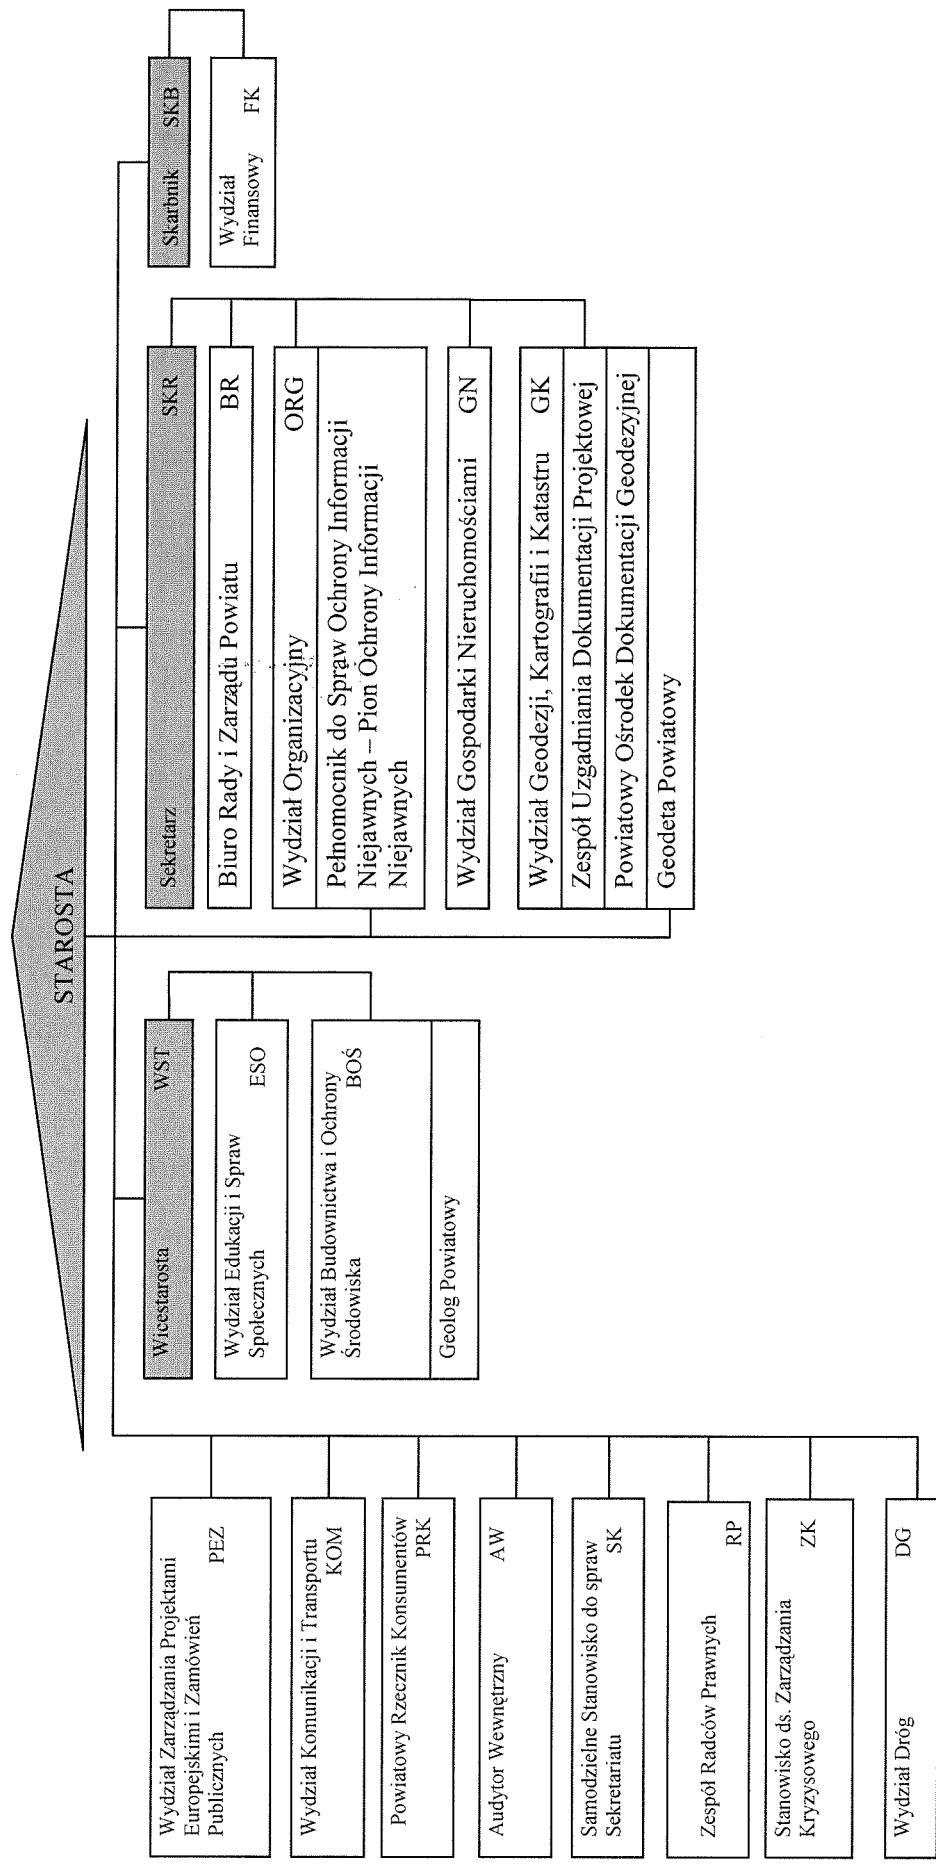 STAROSTA
Wydział Zarządzania Projektami
Europejskimi i Zamówień
Publicznych PEZ
Wydział Komunikacji i Transportu
KOM
Powiatowy Rzecznik Konsumentów
PRK
Audytor Wewnętrzny AW
Samodzielne Stanowisko do spraw
Sekretariatu SK
Zespół Radców Prawnych RP
Stanowisko ds. Zarządzania
Kryzysowego ZK
Wydział Dróg DG
Wicestarosta WST
Wydział Edukacji i Spraw
Społecznych ESO
Wydział Budownictwa i Ochrony
Środowiska BOŚ
Geolog Powiatowy
Sekretarz SKR
Biuro Rady i Zarządu Powiatu BR
Wydział Organizacyjny ORG
Pełnomocnik do Spraw Ochrony Informacji
Niejawnych – Pion Ochrony Informacji
Niejawnych
Wydział Gospodarki Nieruchomościami GN
Wydział Geodezji, Kartografii i Katastru GK
Zespół Uzgadniania Dokumentacji Projektowej
Powiatowy Ośrodek Dokumentacji Geodezyjnej
Geodeta Powiatowy
Skarbnik SKB
Wydział
Finansowy FK